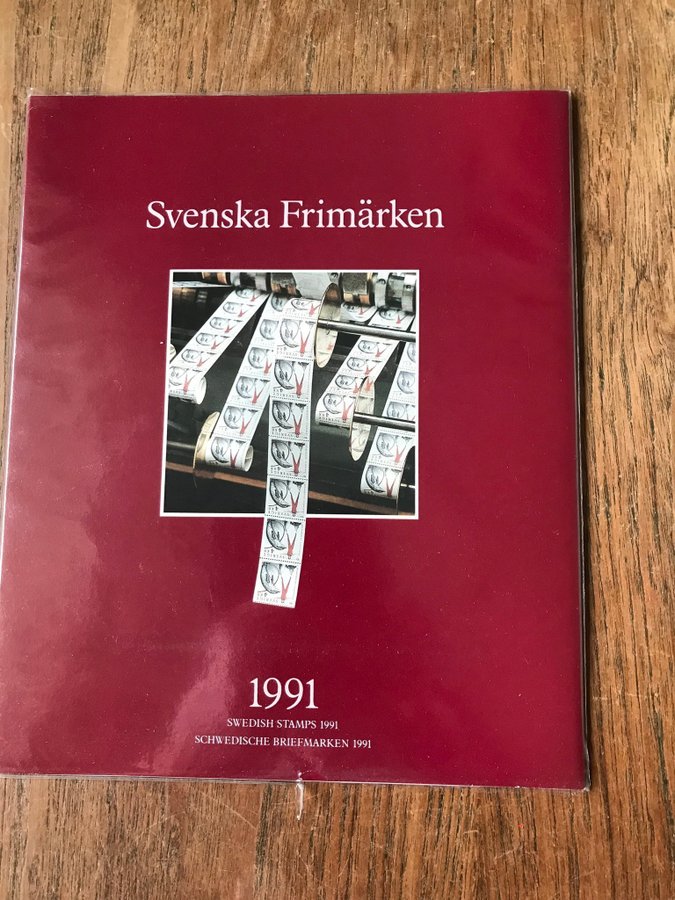 Svenska Frimärken
1991
SWEDISH STAMPS 1991
SCHWEDISCHE BRIEFMARKEN 1991